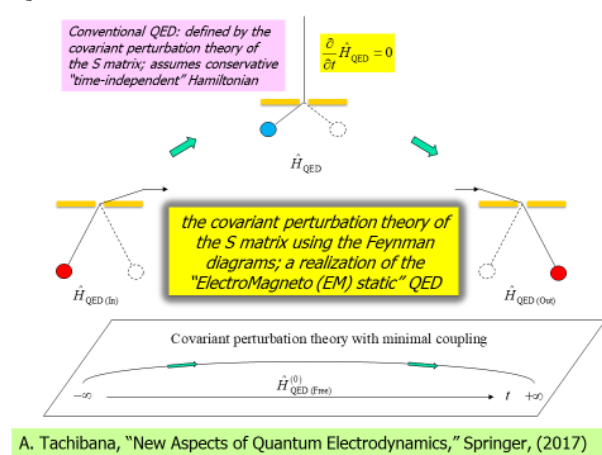 Conventional QED: defined by the
covariant perturbation theory of
the S matrix; assumes conservative
"time-independent" Hamiltonian
∂/∂t Ĥ_QED = 0
Ĥ_QED
the covariant perturbation theory of
the S matrix using the Feynman
diagrams; a realization of the
"ElectroMagneto (EM) static" QED
Ĥ_QED (In)
Ĥ_QED (Out)
Covariant perturbation theory with minimal coupling
Ĥ^(0)_QED (Free)
−∞ t +∞
A. Tachibana, "New Aspects of Quantum Electrodynamics," Springer, (2017)